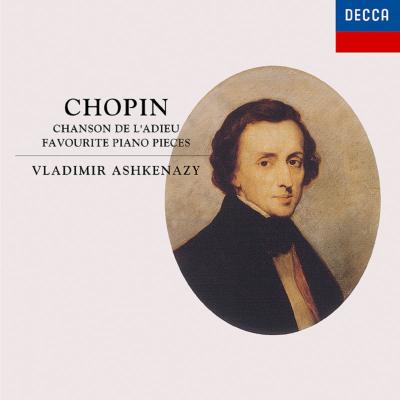 DECCA
CHOPIN
CHANSON DE L'ADIEU
FAVOURITE PIANO PIECES
VLADIMIR ASHKENAZY